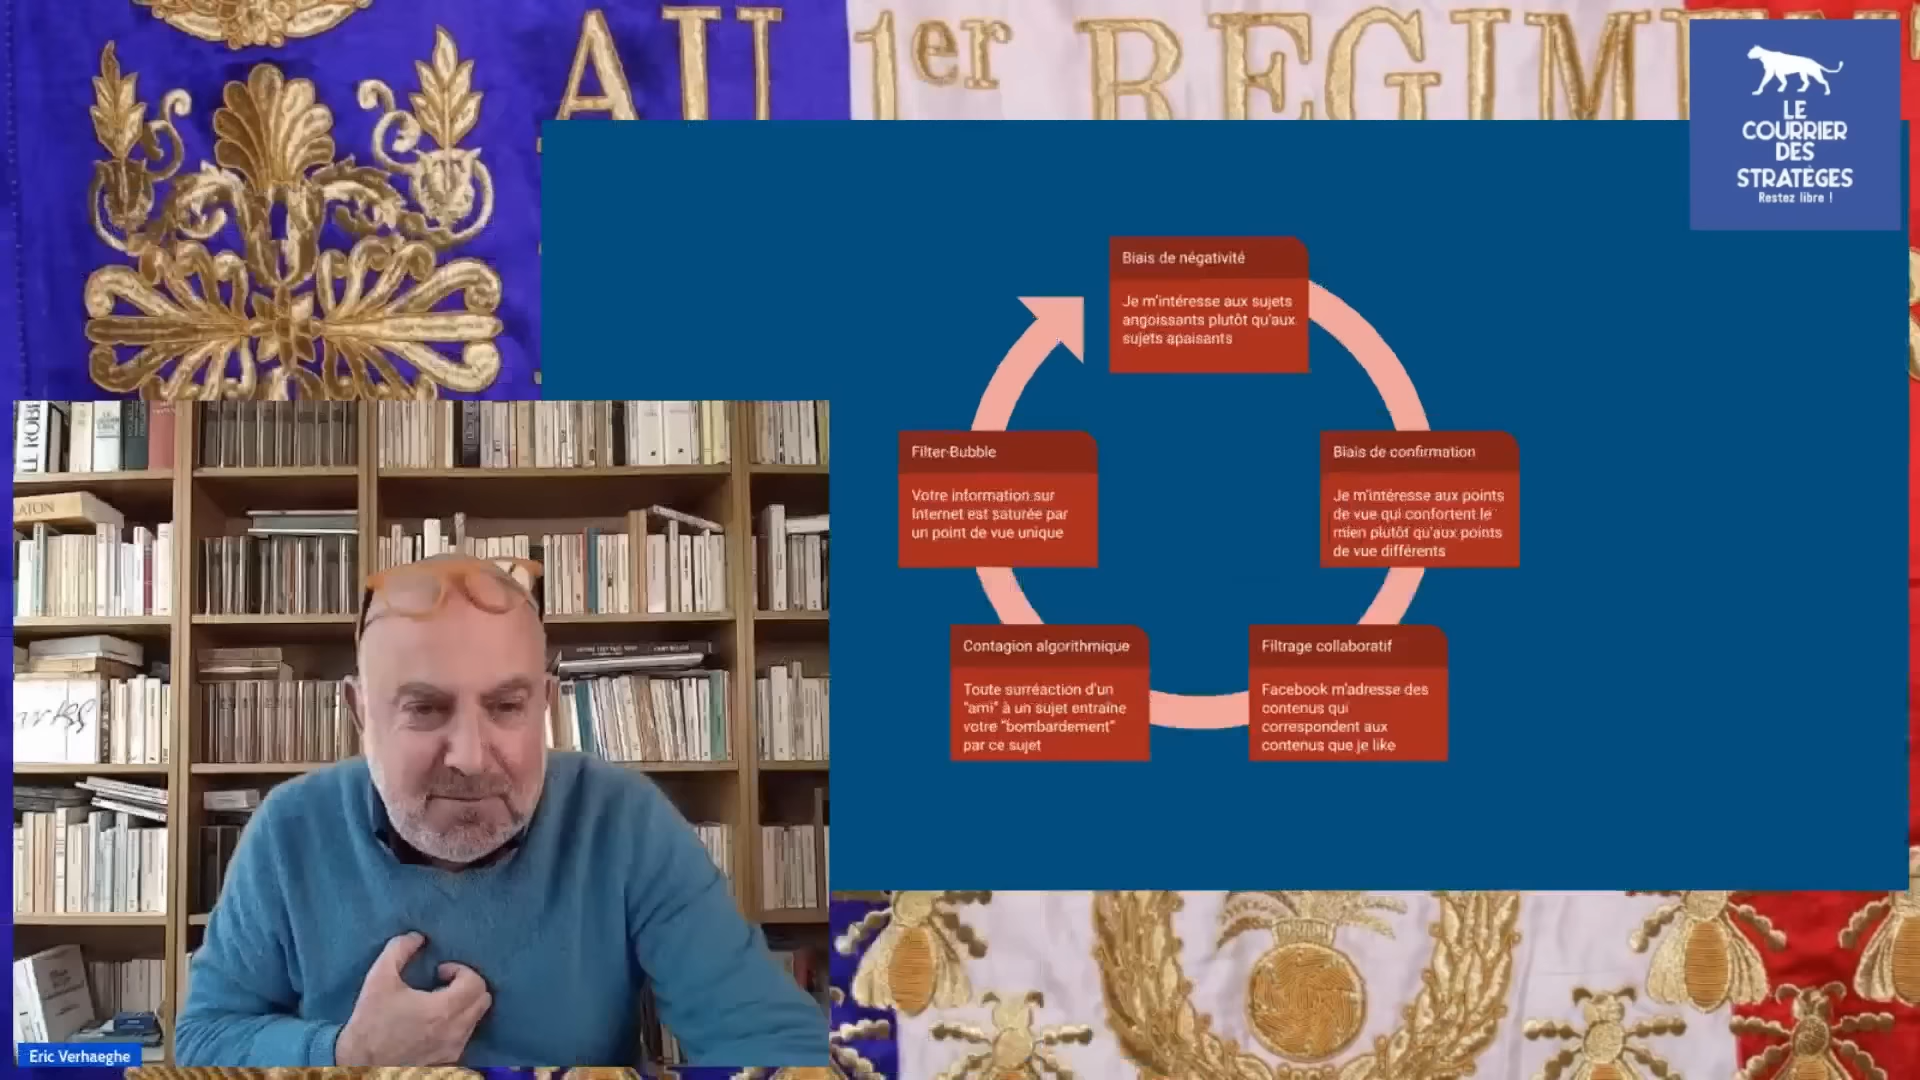 AU 1er REGIM
LE
COURRIER
DES
STRATÈGES
Restez libre !
Biais de négativité
Je m'intéresse aux sujets
angoissants plutôt qu'aux
sujets apaisants
Filter-Bubble
Votre information sur
Internet est saturée par
un point de vue unique
Biais de confirmation
Je m'intéresse aux points
de vue qui confortent le
mien plutôt qu'aux points
de vue différents
Contagion algorithmique
Toute surréaction d'un
"ami" à un sujet entraîne
votre "bombardement"
par ce sujet
Filtrage collaboratif
Facebook m'adresse des
contenus qui
correspondent aux
contenus que je like
Eric Verhaeghe